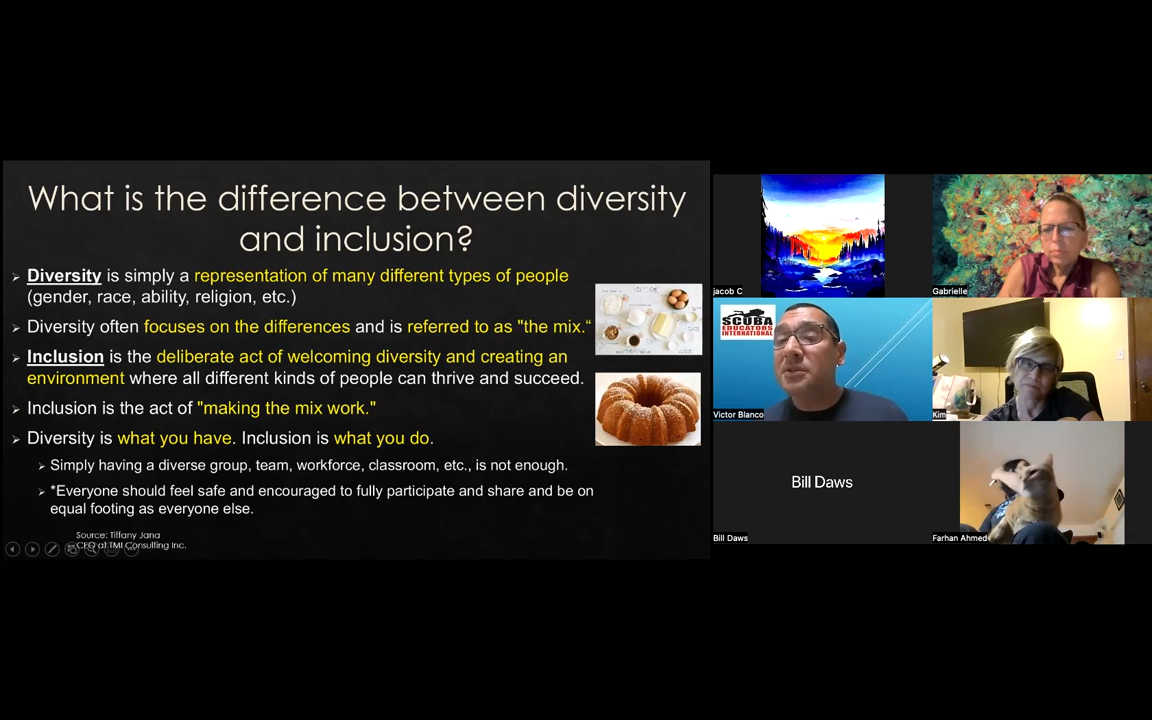 What is the difference between diversity
and inclusion?
Diversity is simply a representation of many different types of people
(gender, race, ability, religion, etc.)
Diversity often focuses on the differences and is referred to as "the mix.“
Inclusion is the deliberate act of welcoming diversity and creating an
environment where all different kinds of people can thrive and succeed.
Inclusion is the act of "making the mix work."
Diversity is what you have. Inclusion is what you do.
Simply having a diverse group, team, workforce, classroom, etc., is not enough.
*Everyone should feel safe and encouraged to fully participate and share and be on
equal footing as everyone else.
Source: Tiffany Jana
CEO at TMI Consulting Inc.
jacob C
Gabrielle
SCUBA
EDUCATORS
INTERNATIONAL
Victor Blanco
Kim
Bill Daws
Bill Daws
Farhan Ahmed